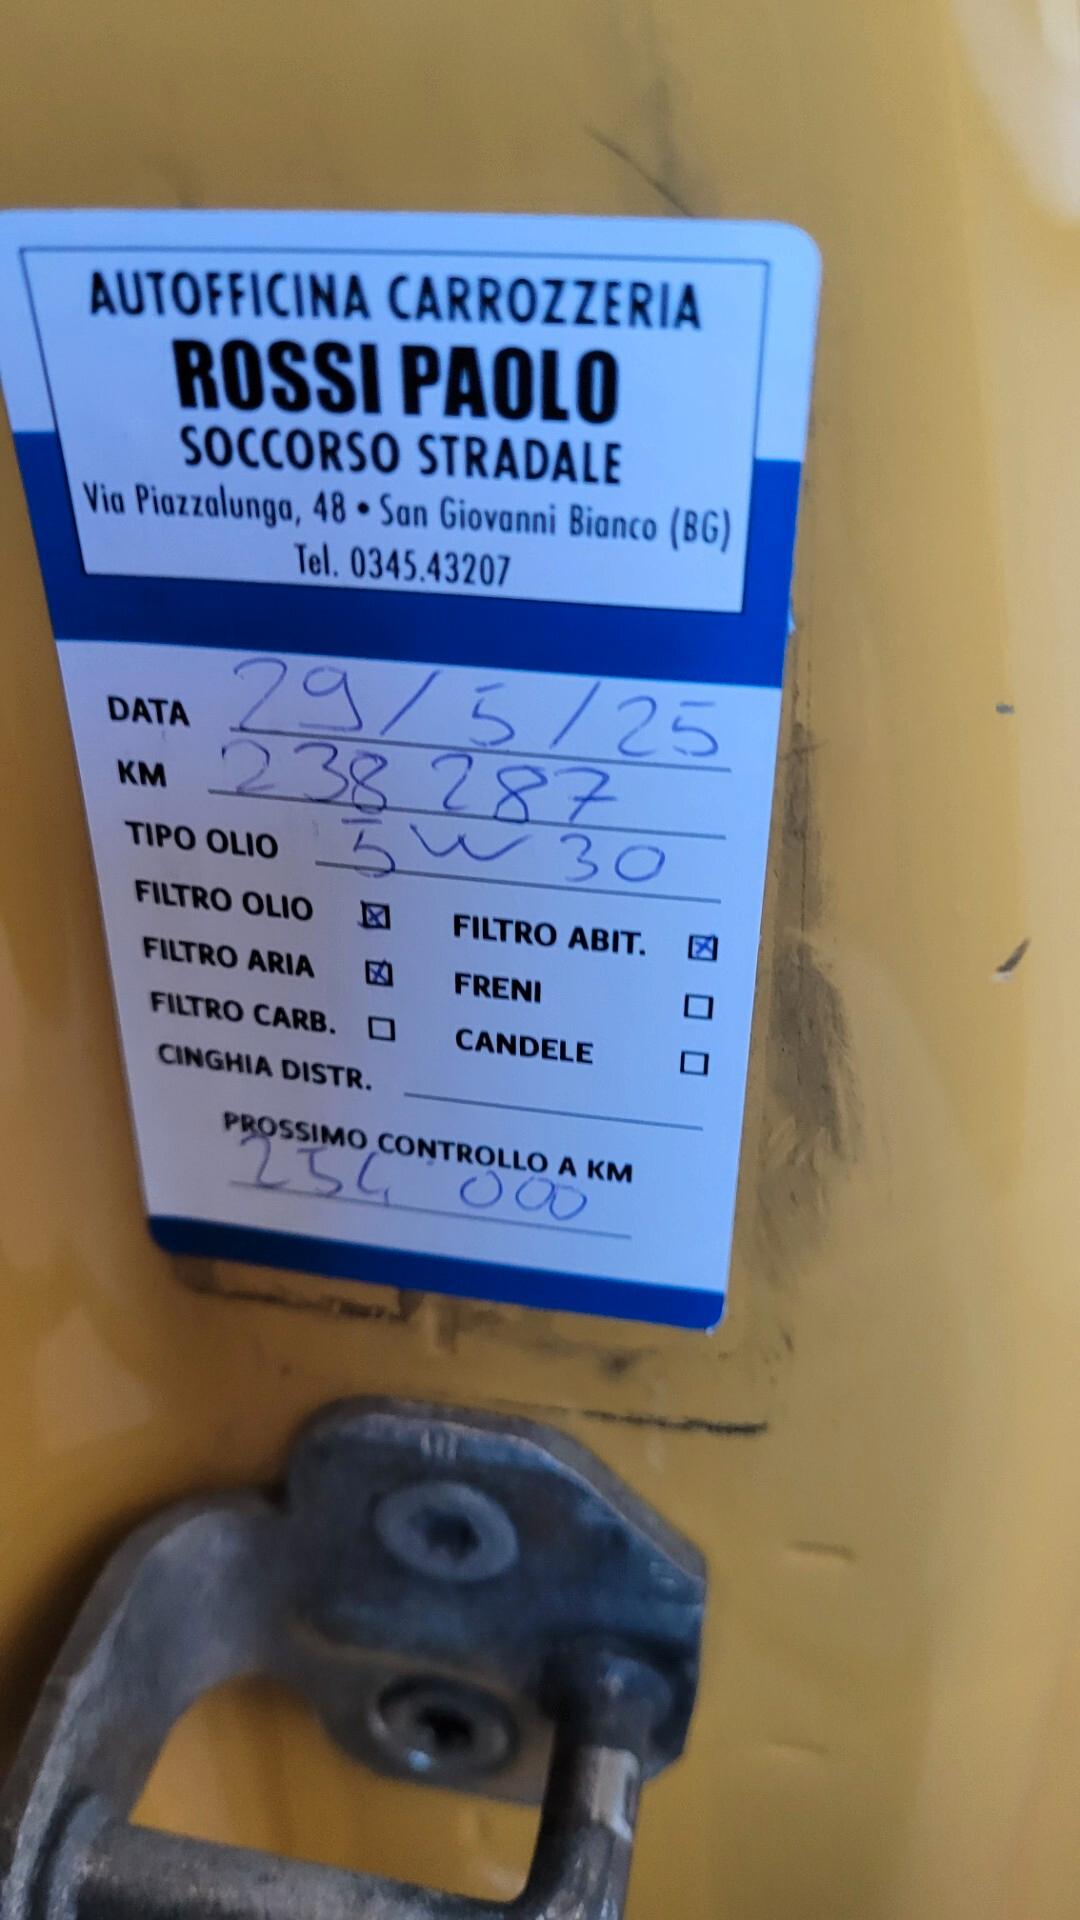 AUTOFFICINA CARROZZERIA
ROSSI PAOLO
SOCCORSO STRADALE
Via Piazzalunga, 48 • San Giovanni Bianco (BG)
Tel. 0345.43207
DATA 29/5/25
KM 238 287
TIPO OLIO 5W30
FILTRO OLIO ☒ FILTRO ABIT. ☒
FILTRO ARIA ☒ FRENI ☐
FILTRO CARB. ☐ CANDELE ☐
CINGHIA DISTR.
PROSSIMO CONTROLLO A KM
254 000